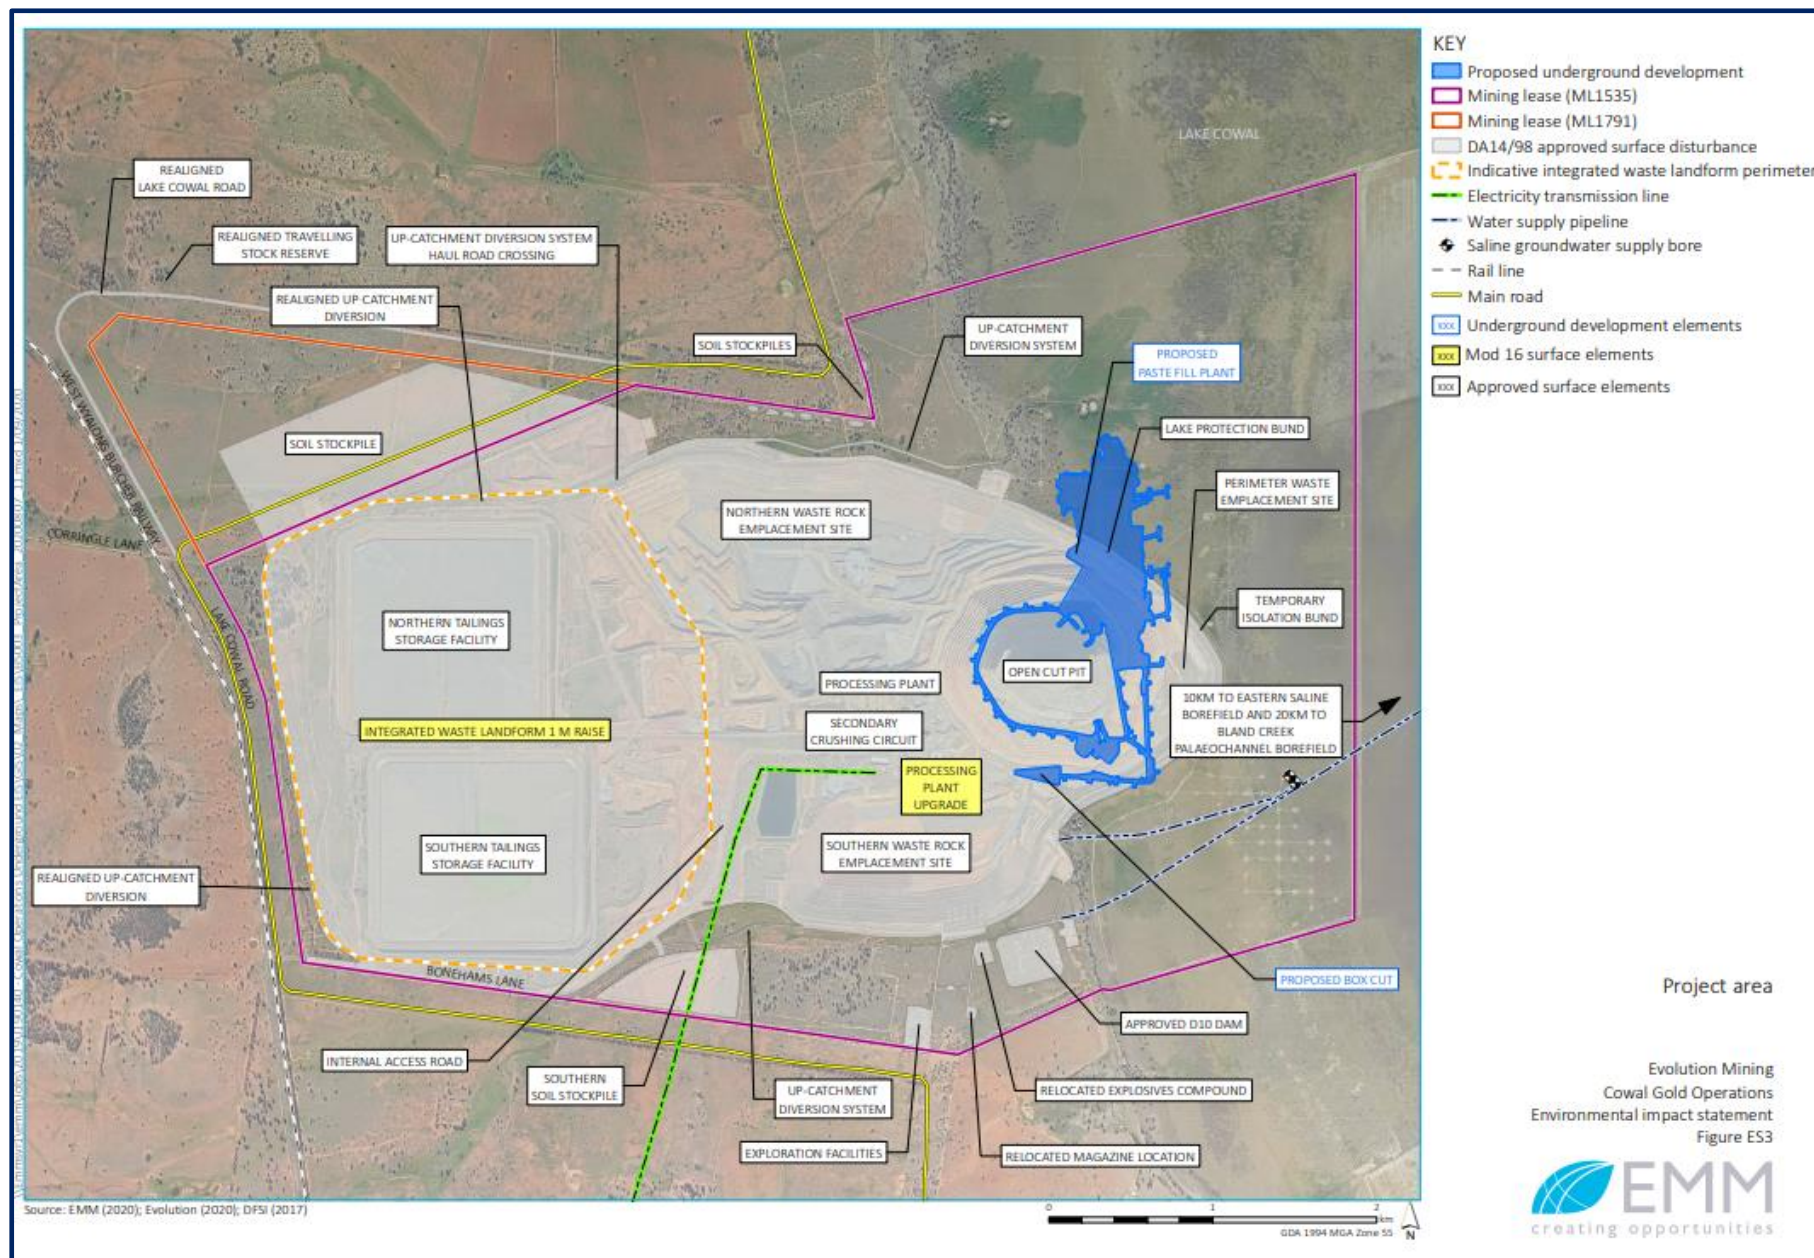 LAKE COWAL
REALIGNED
LAKE COWAL ROAD
REALIGNED TRAVELLING
STOCK RESERVE
UP-CATCHMENT DIVERSION SYSTEM
HAUL ROAD CROSSING
REALIGNED UP CATCHMENT
DIVERSION
SOIL STOCKPILES
UP-CATCHMENT
DIVERSION SYSTEM
PROPOSED
PASTE FILL PLANT
WEST WYALONG BURCHER RAILWAY
SOIL STOCKPILE
LAKE PROTECTION BUND
PERIMETER WASTE
EMPLACEMENT SITE
NORTHERN WASTE ROCK
EMPLACEMENT SITE
CORRINGLE LANE
TEMPORARY
ISOLATION BUND
NORTHERN TAILINGS
STORAGE FACILITY
LAKE COWAL ROAD
OPEN CUT PIT
PROCESSING PLANT
10KM TO EASTERN SALINE
BOREFIELD AND 20KM TO
BLAND CREEK
PALAEOCHANNEL BOREFIELD
INTEGRATED WASTE LANDFORM 1 M RAISE
SECONDARY
CRUSHING CIRCUIT
PROCESSING
PLANT
UPGRADE
SOUTHERN TAILINGS
STORAGE FACILITY
SOUTHERN WASTE ROCK
EMPLACEMENT SITE
REALIGNED UP-CATCHMENT
DIVERSION
BONEHAMS LANE
PROPOSED BOX CUT
APPROVED D10 DAM
INTERNAL ACCESS ROAD
SOUTHERN
SOIL STOCKPILE
UP-CATCHMENT
DIVERSION SYSTEM
RELOCATED EXPLOSIVES COMPOUND
EXPLORATION FACILITIES
RELOCATED MAGAZINE LOCATION
Source: EMM (2020); Evolution (2020); DFSI (2017)
0 1 2
km
GDA 1994 MGA Zone 55
N
KEY
Proposed underground development
Mining lease (ML1535)
Mining lease (ML1791)
DA14/98 approved surface disturbance
Indicative integrated waste landform perimeter
Electricity transmission line
Water supply pipeline
Saline groundwater supply bore
Rail line
Main road
xxx Underground development elements
xxx Mod 16 surface elements
xxx Approved surface elements
Project area
Evolution Mining
Cowal Gold Operations
Environmental impact statement
Figure ES3
EMM
creating opportunities